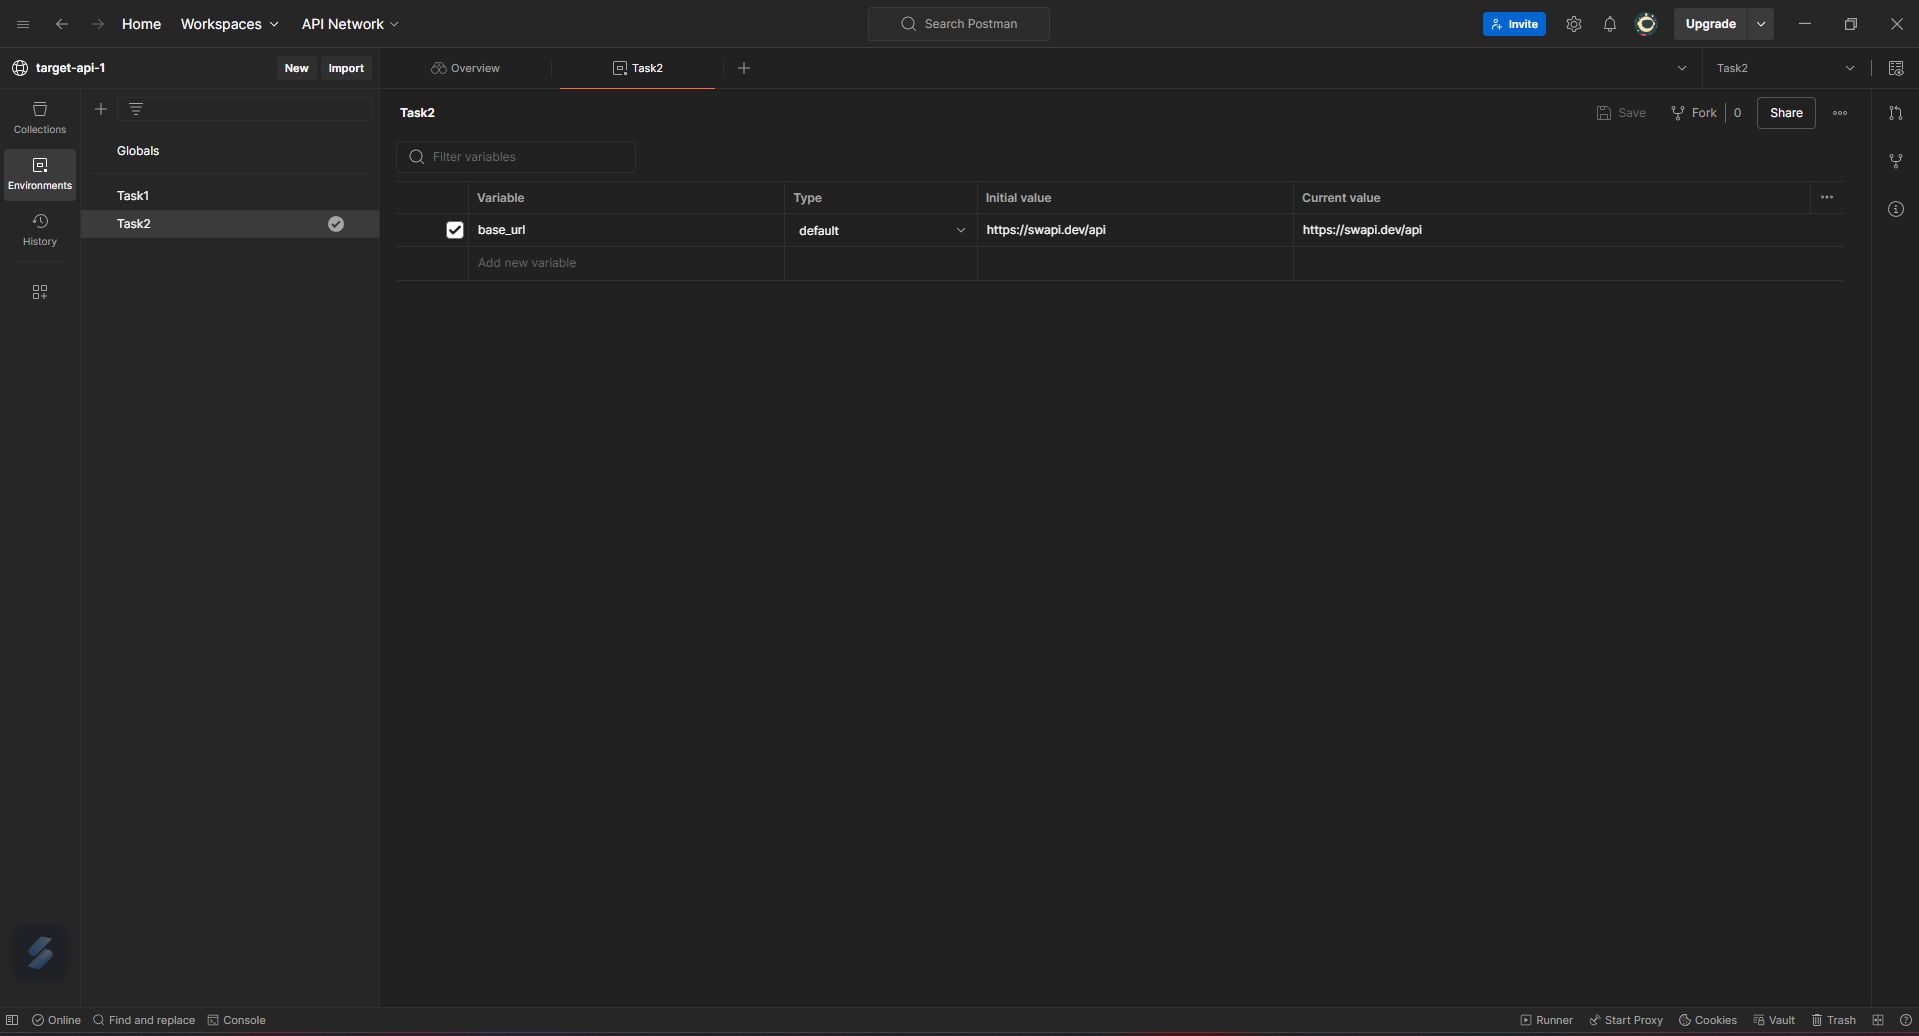 Home Workspaces API Network Search Postman Invite Upgrade
target-api-1 New Import Overview Task2 Task2
Collections
Environments
History
Globals
Task1
Task2
Task2 Save Fork 0 Share
Filter variables
Variable Type Initial value Current value
base_url default https://swapi.dev/api https://swapi.dev/api
Add new variable
Online Find and replace Console Runner Start Proxy Cookies Vault Trash